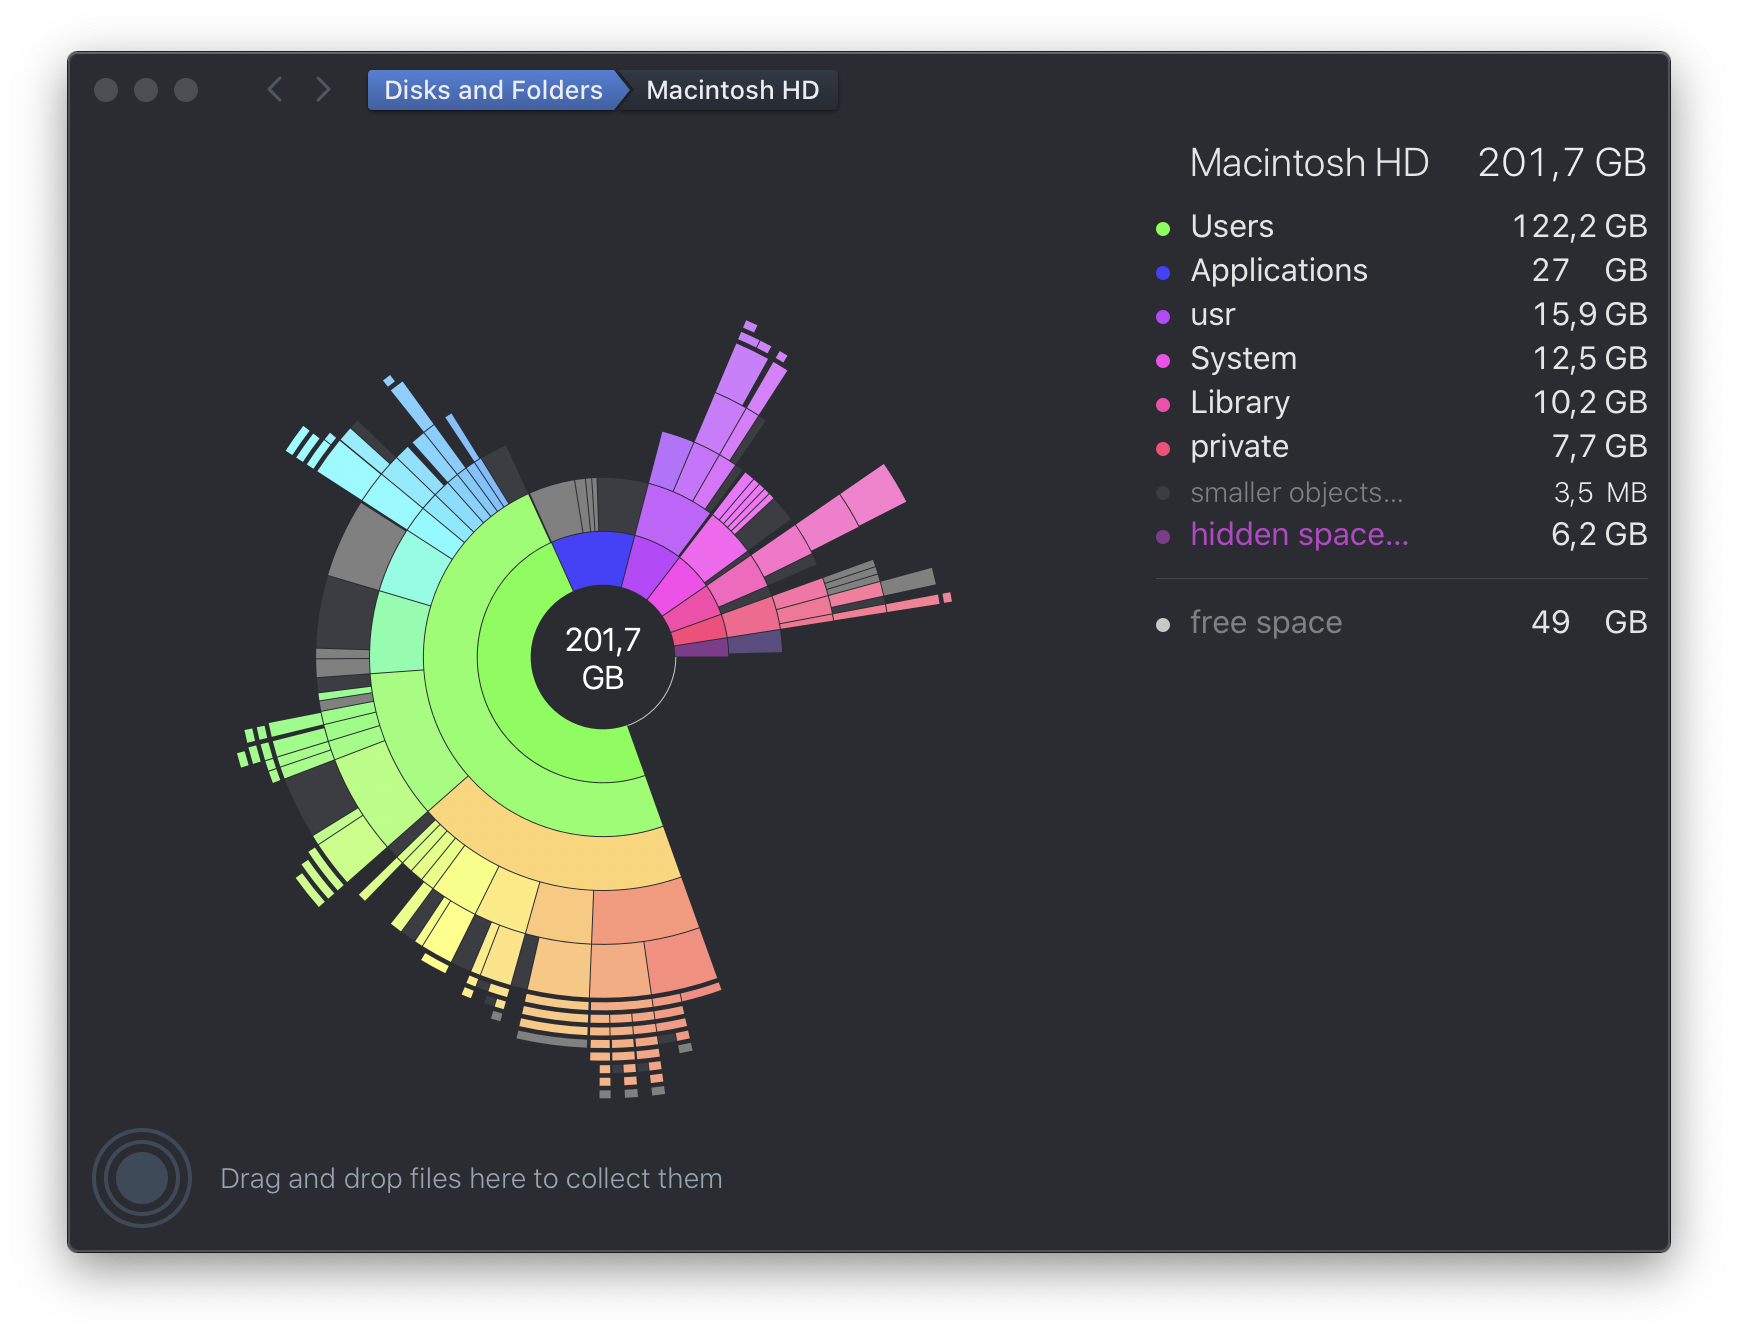 Disks and Folders Macintosh HD
Macintosh HD 201,7 GB
Users 122,2 GB
Applications 27 GB
usr 15,9 GB
System 12,5 GB
Library 10,2 GB
private 7,7 GB
smaller objects... 3,5 MB
hidden space... 6,2 GB
free space 49 GB
201,7
GB
Drag and drop files here to collect them